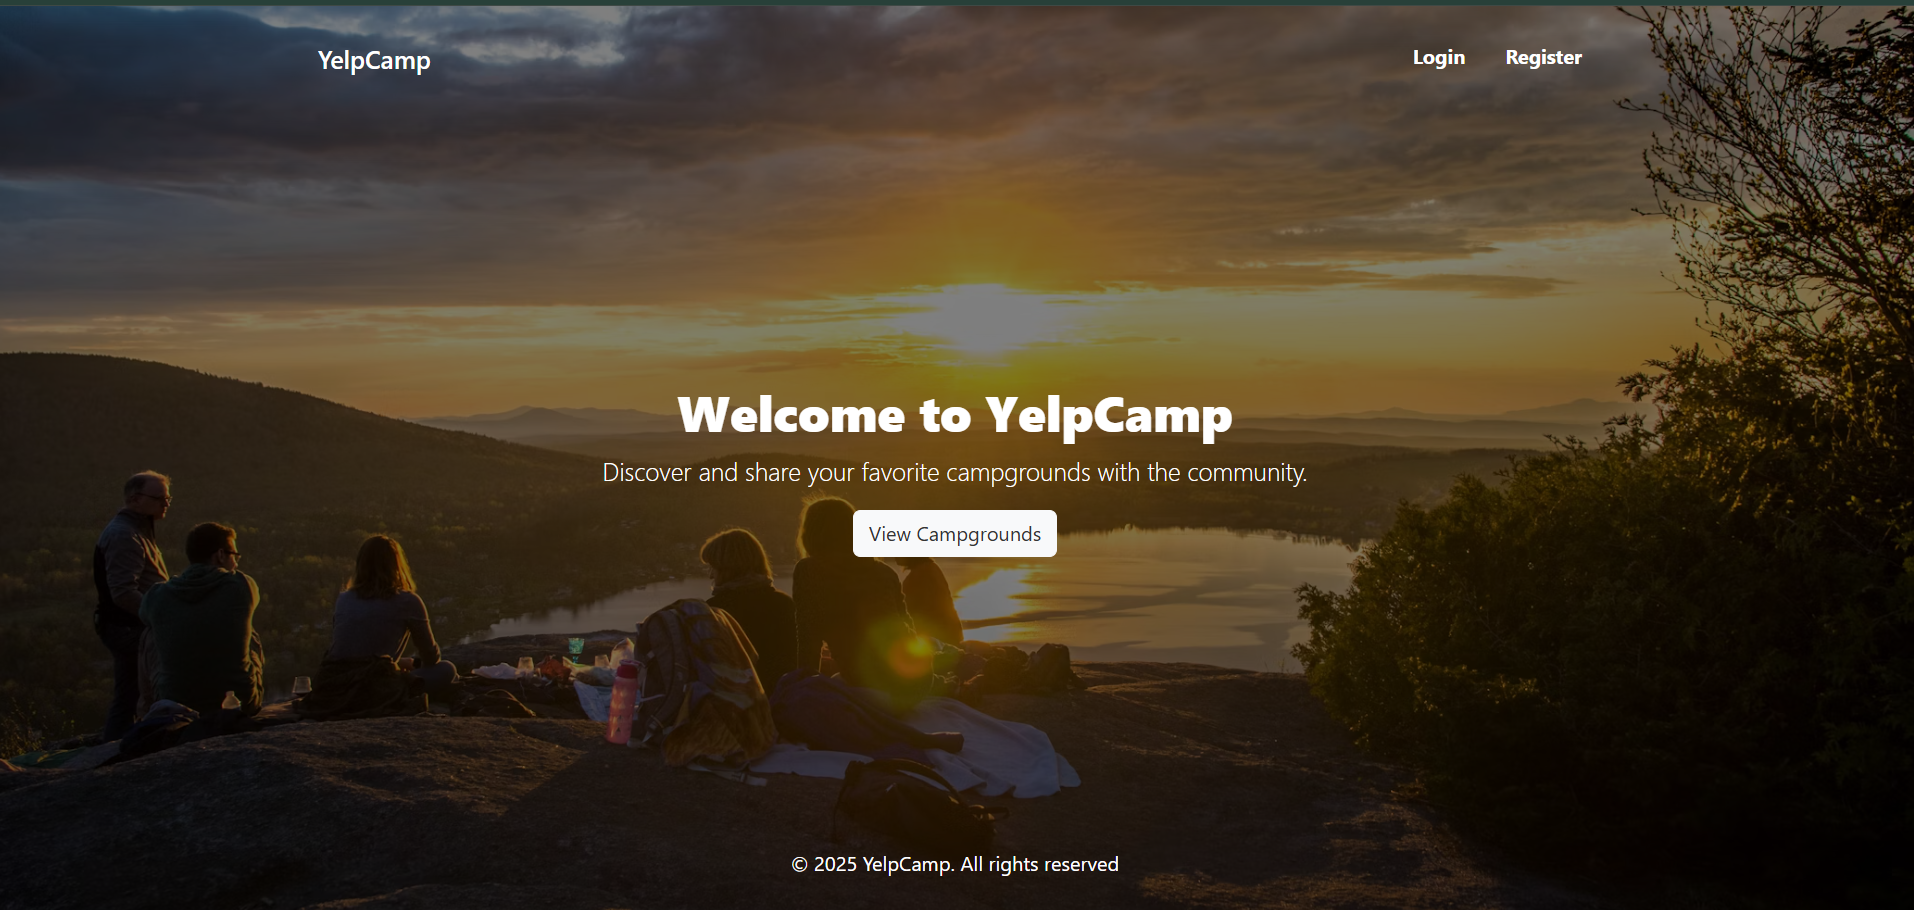 YelpCamp
Login Register
Welcome to YelpCamp
Discover and share your favorite campgrounds with the community.
View Campgrounds
© 2025 YelpCamp. All rights reserved